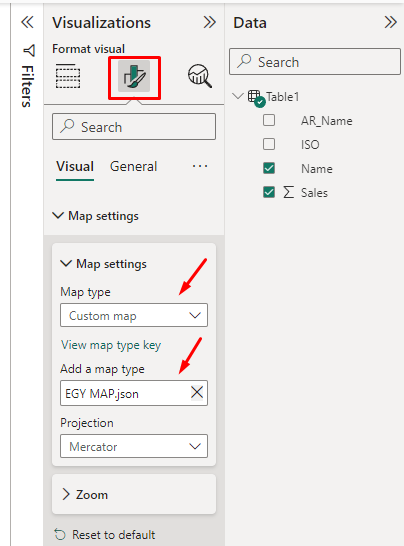 Filters
Visualizations
Format visual
Search
Visual
General
Map settings
Map settings
Map type
Custom map
View map type key
Add a map type
EGY MAP.json
Projection
Mercator
Zoom
Reset to default
Data
Search
Table1
AR_Name
ISO
Name
Sales